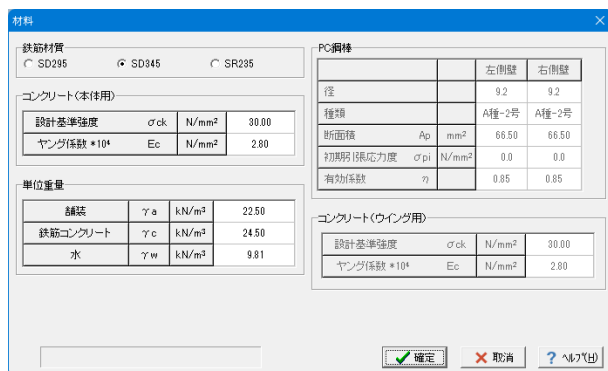 材料
鉄筋材質
SD295 SD345 SR235
コンクリート(本体用)
設計基準強度 σck N/mm² 30.00
ヤング係数 *10⁴ Ec N/mm² 2.80
単位重量
舗装 γa kN/m³ 22.50
鉄筋コンクリート γc kN/m³ 24.50
水 γw kN/m³ 9.81
PC鋼棒
左側壁 右側壁
径 9.2 9.2
種類 A種-2号 A種-2号
断面積 Ap mm² 66.50 66.50
初期引張応力度 σpi N/mm² 0.0 0.0
有効係数 η 0.85 0.85
コンクリート(ウイング用)
設計基準強度 σck N/mm² 30.00
ヤング係数 *10⁴ Ec N/mm² 2.80
確定 取消 ? ヘルプ(H)